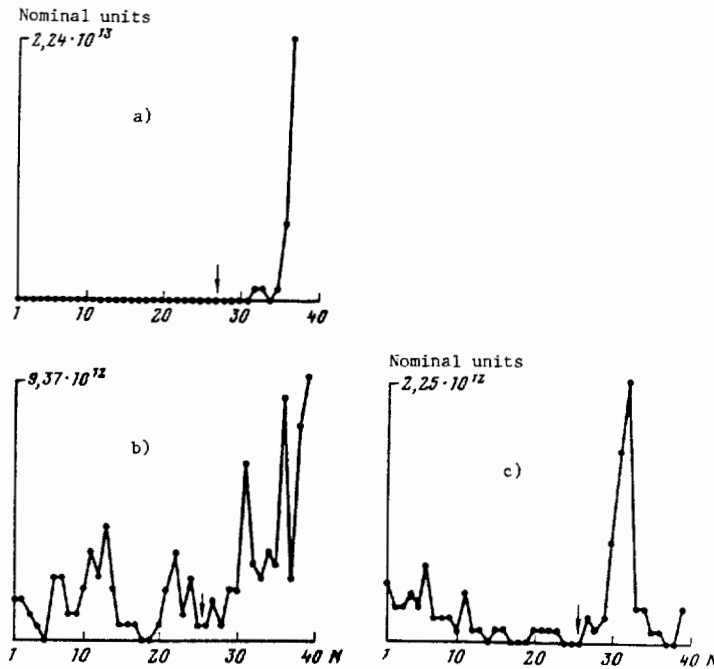 Nominal units
2,24·10¹³
a)
1 10 20 30 40
9,37·10¹²
b)
1 10 20 30 40 N
Nominal units
2,25·10¹²
c)
1 10 20 30 40 N